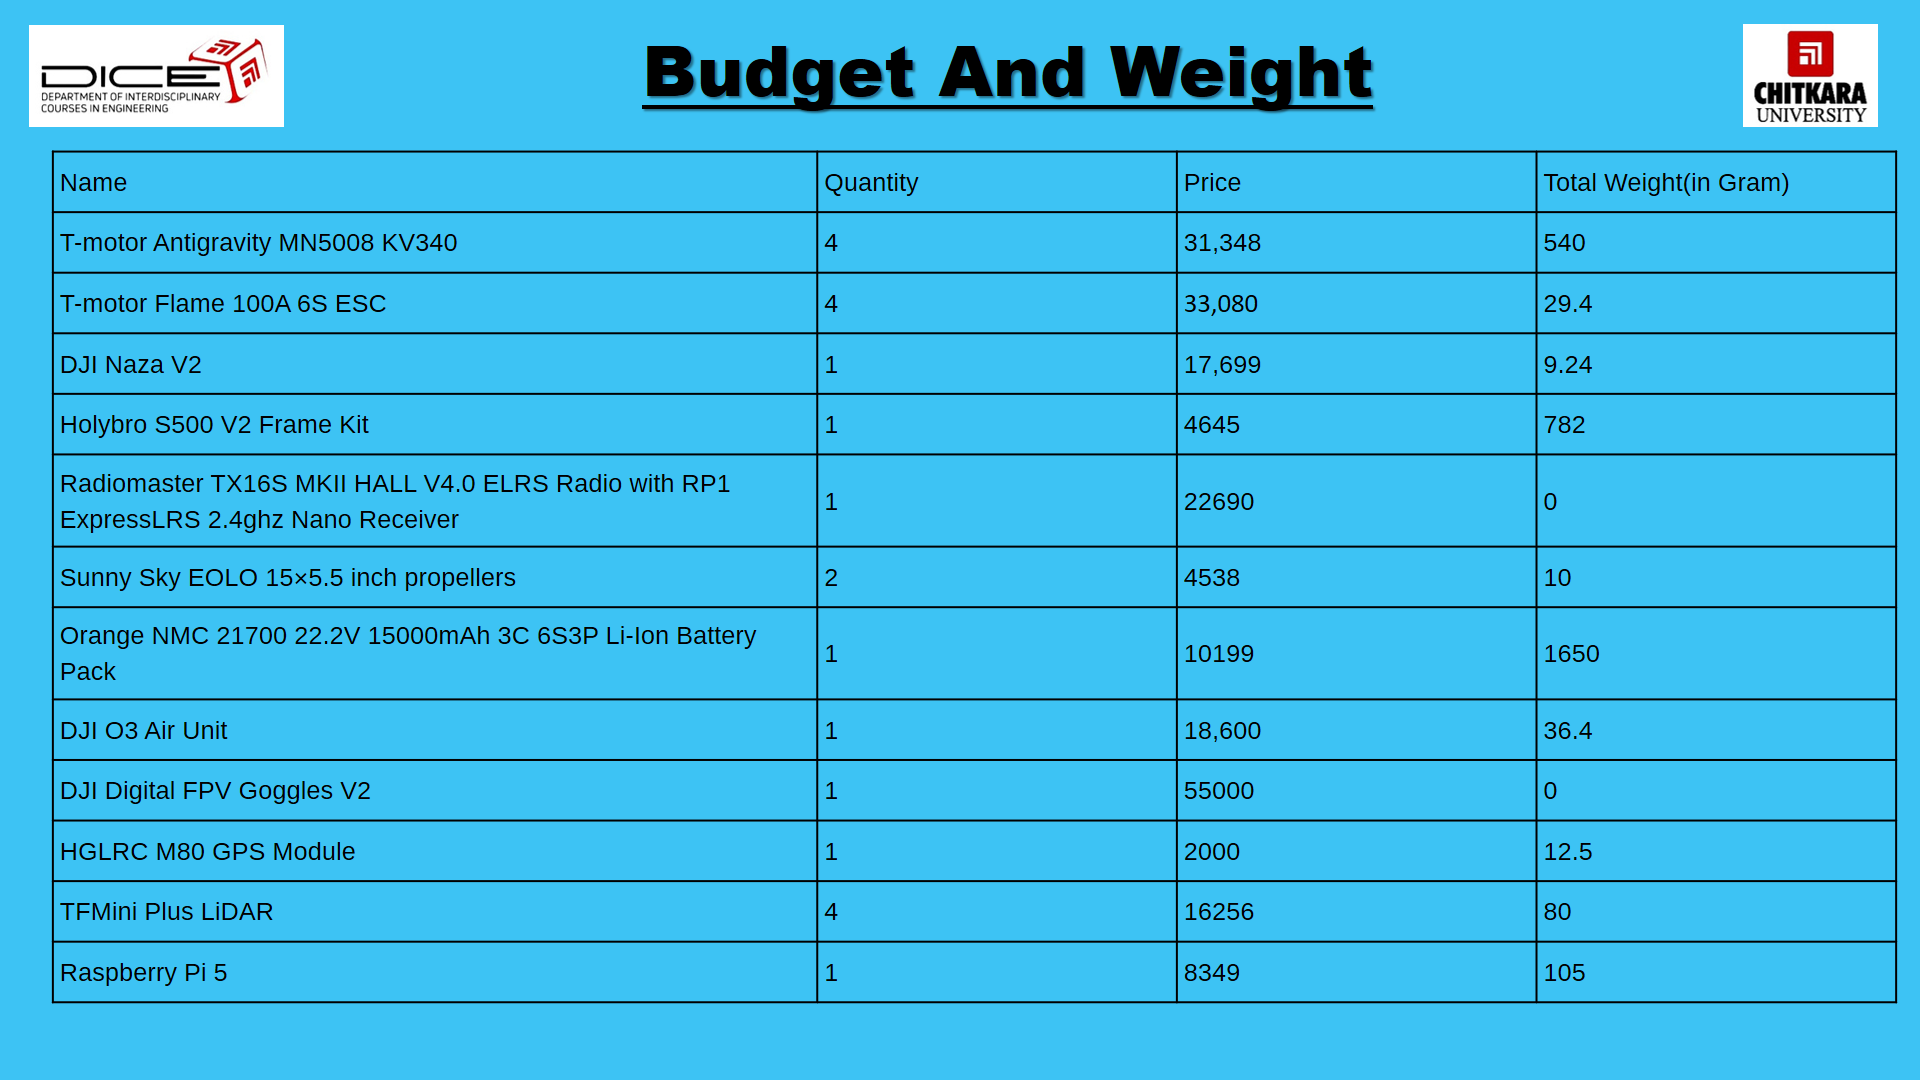 DICE
DEPARTMENT OF INTERDISCIPLINARY
COURSES IN ENGINEERING
Budget And Weight
CHITKARA
UNIVERSITY
Name Quantity Price Total Weight(in Gram)
T-motor Antigravity MN5008 KV340 4 31,348 540
T-motor Flame 100A 6S ESC 4 33,080 29.4
DJI Naza V2 1 17,699 9.24
Holybro S500 V2 Frame Kit 1 4645 782
Radiomaster TX16S MKII HALL V4.0 ELRS Radio with RP1
ExpressLRS 2.4ghz Nano Receiver 1 22690 0
Sunny Sky EOLO 15×5.5 inch propellers 2 4538 10
Orange NMC 21700 22.2V 15000mAh 3C 6S3P Li-Ion Battery
Pack 1 10199 1650
DJI O3 Air Unit 1 18,600 36.4
DJI Digital FPV Goggles V2 1 55000 0
HGLRC M80 GPS Module 1 2000 12.5
TFMini Plus LiDAR 4 16256 80
Raspberry Pi 5 1 8349 105